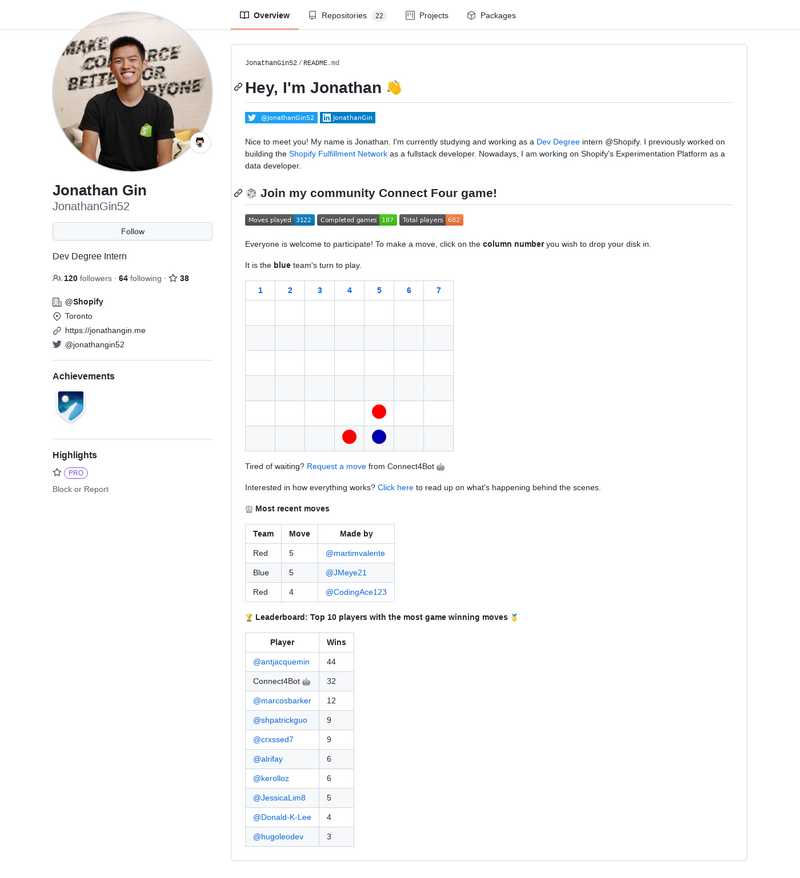 Overview
Repositories 22
Projects
Packages
MAKE
COMMERCE
BETTER FOR
EVERYONE
Jonathan Gin
JonathanGin52
Follow
Dev Degree Intern
120 followers · 64 following · 38
@Shopify
Toronto
https://jonathangin.me
@jonathangin52
Achievements
Highlights
PRO
Block or Report
JonathanGin52 / README.md
Hey, I'm Jonathan 👋
@JonathanGin52
JonathanGin
Nice to meet you! My name is Jonathan. I'm currently studying and working as a Dev Degree intern @Shopify. I previously worked on
building the Shopify Fulfillment Network as a fullstack developer. Nowadays, I am working on Shopify's Experimentation Platform as a
data developer.
🎲 Join my community Connect Four game!
Moves played 3122
Completed games 187
Total players 682
Everyone is welcome to participate! To make a move, click on the column number you wish to drop your disk in.
It is the blue team's turn to play.
1 2 3 4 5 6 7
Tired of waiting? Request a move from Connect4Bot 🤖
Interested in how everything works? Click here to read up on what's happening behind the scenes.
Most recent moves
Team Move Made by
Red 5 @martimvalente
Blue 5 @JMeye21
Red 4 @CodingAce123
🏆 Leaderboard: Top 10 players with the most game winning moves 🏅
Player Wins
@antjacquemin 44
Connect4Bot 🤖 32
@marcosbarker 12
@shpatrickguo 9
@crxssed7 9
@alrifay 6
@kerolloz 6
@JessicaLim8 5
@Donald-K-Lee 4
@hugoleodev 3